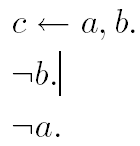 c ← a, b.
¬b.
¬a.